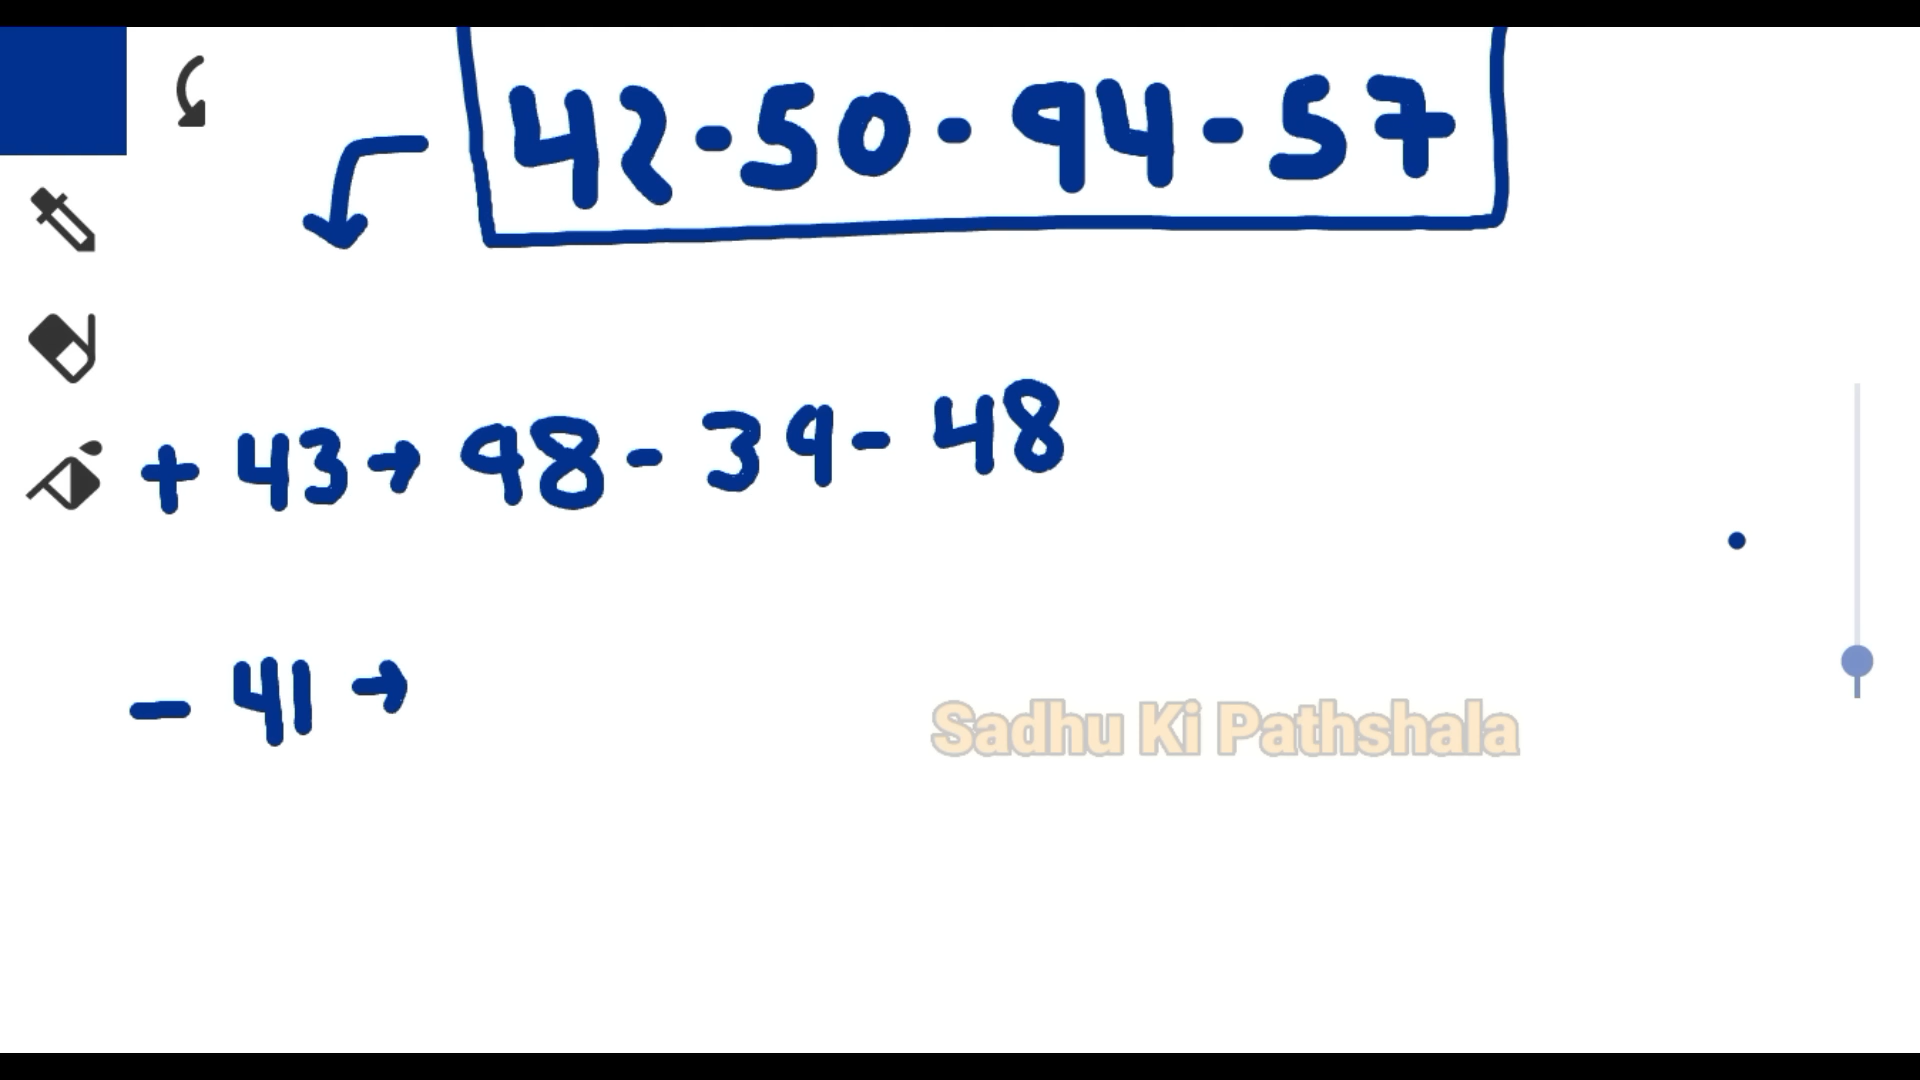 42 - 50 - 94 - 57
+ 43 → 98 - 39 - 48
- 41 →
Sadhu Ki Pathshala